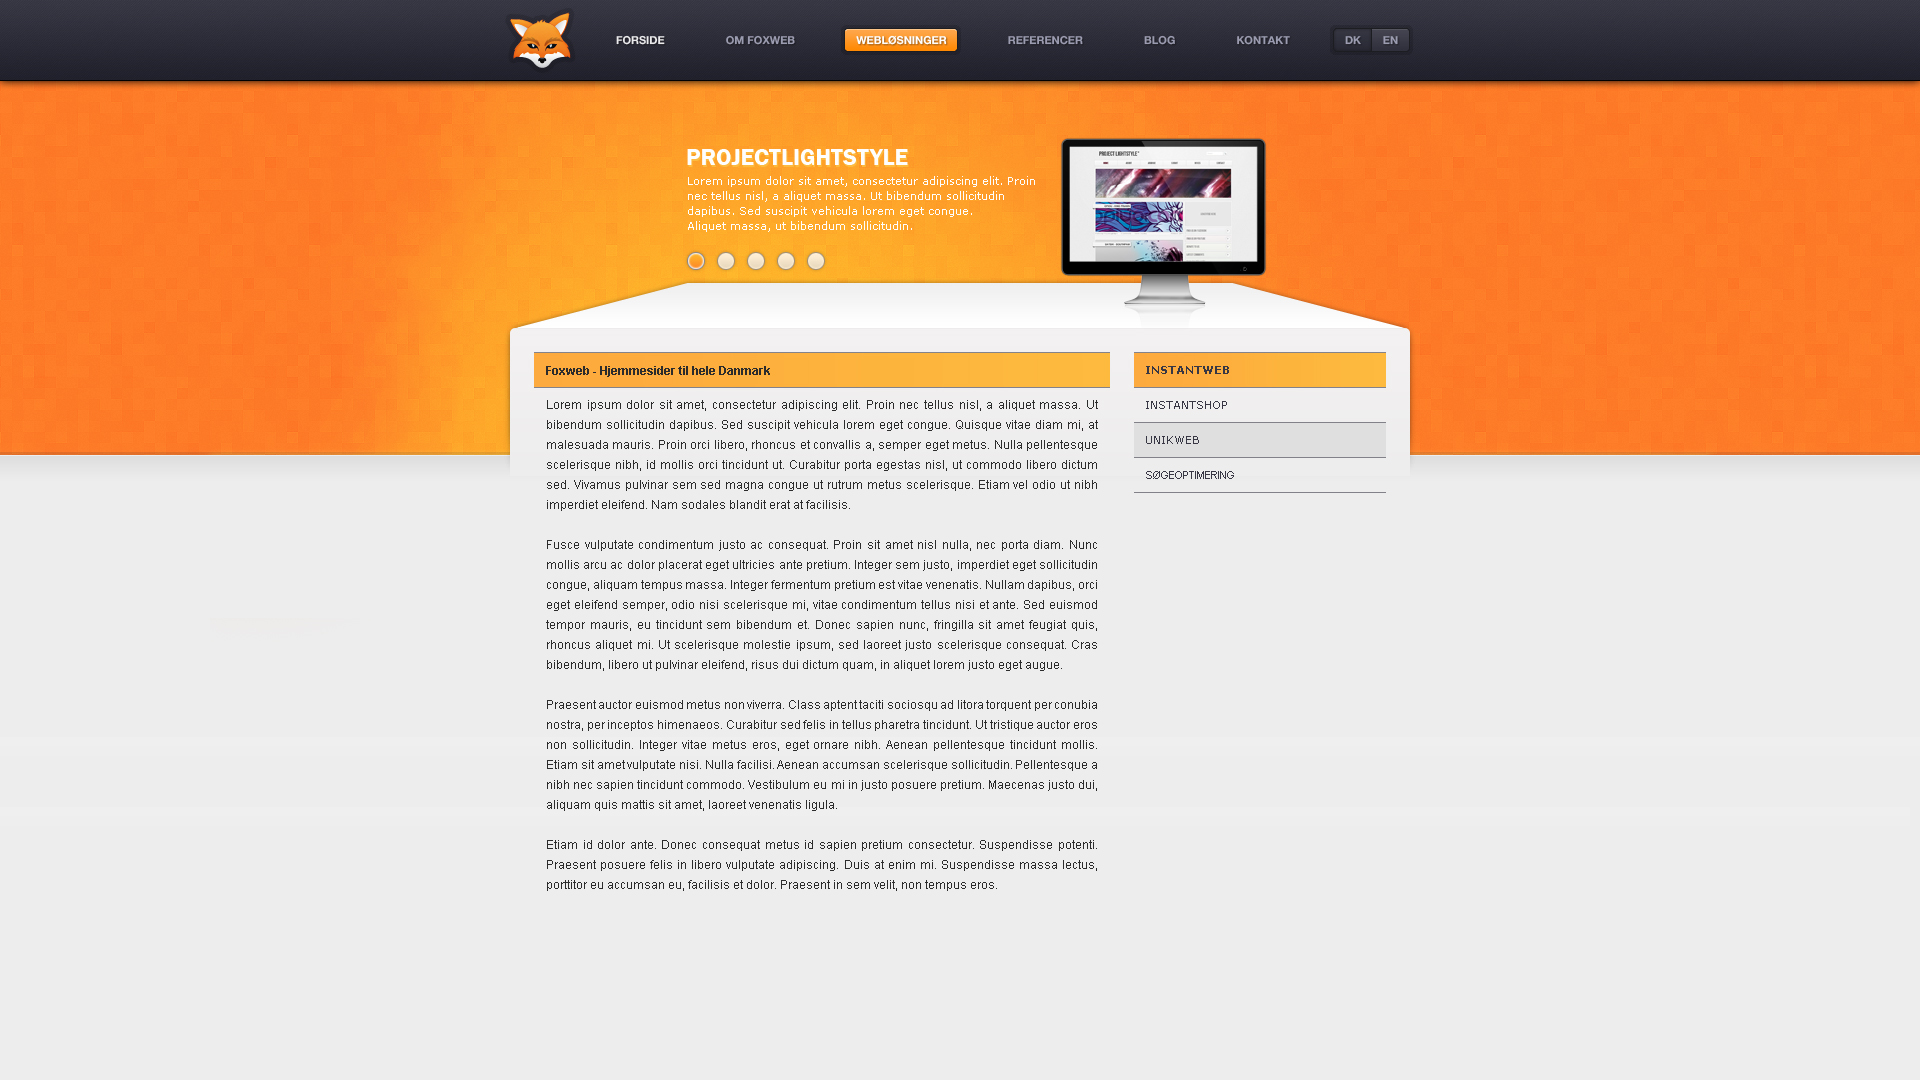 FORSIDE
OM FOXWEB
WEBLØSNINGER
REFERENCER
BLOG
KONTAKT
DK
EN
PROJECTLIGHTSTYLE
Lorem ipsum dolor sit amet, consectetur adipiscing elit. Proin
nec tellus nisl, a aliquet massa. Ut bibendum sollicitudin
dapibus. Sed suscipit vehicula lorem eget congue.
Aliquet massa, ut bibendum sollicitudin.
PROJECT LIGHTSTYLE
Foxweb - Hjemmesider til hele Danmark
Lorem ipsum dolor sit amet, consectetur adipiscing elit. Proin nec tellus nisl, a aliquet massa. Ut
bibendum sollicitudin dapibus. Sed suscipit vehicula lorem eget congue. Quisque vitae diam mi, at
malesuada mauris. Proin orci libero, rhoncus et convallis a, semper eget metus. Nulla pellentesque
scelerisque nibh, id mollis orci tincidunt ut. Curabitur porta egestas nisl, ut commodo libero dictum
sed. Vivamus pulvinar sem sed magna congue ut rutrum metus scelerisque. Etiam vel odio ut nibh
imperdiet eleifend. Nam sodales blandit erat at facilisis.
Fusce vulputate condimentum justo ac consequat. Proin sit amet nisl nulla, nec porta diam. Nunc
mollis arcu ac dolor placerat eget ultricies ante pretium. Integer sem justo, imperdiet eget sollicitudin
congue, aliquam tempus massa. Integer fermentum pretium est vitae venenatis. Nullam dapibus, orci
eget eleifend semper, odio nisi scelerisque mi, vitae condimentum tellus nisi et ante. Sed euismod
tempor mauris, eu tincidunt sem bibendum et. Donec sapien nunc, fringilla sit amet feugiat quis,
rhoncus aliquet mi. Ut scelerisque molestie ipsum, sed laoreet justo scelerisque consequat. Cras
bibendum, libero ut pulvinar eleifend, risus dui dictum quam, in aliquet lorem justo eget augue.
Praesent auctor euismod metus non viverra. Class aptent taciti sociosqu ad litora torquent per conubia
nostra, per inceptos himenaeos. Curabitur sed felis in tellus pharetra tincidunt. Ut tristique auctor eros
non sollicitudin. Integer vitae metus eros, eget ornare nibh. Aenean pellentesque tincidunt mollis.
Etiam sit amet vulputate nisi. Nulla facilisi. Aenean accumsan scelerisque sollicitudin. Pellentesque a
nibh nec sapien tincidunt commodo. Vestibulum eu mi in justo posuere pretium. Maecenas justo dui,
aliquam quis mattis sit amet, laoreet venenatis ligula.
Etiam id dolor ante. Donec consequat metus id sapien pretium consectetur. Suspendisse potenti.
Praesent posuere felis in libero vulputate adipiscing. Duis at enim mi. Suspendisse massa lectus,
porttitor eu accumsan eu, facilisis et dolor. Praesent in sem velit, non tempus eros.
INSTANTWEB
INSTANTSHOP
UNIKWEB
SØGEOPTIMERING